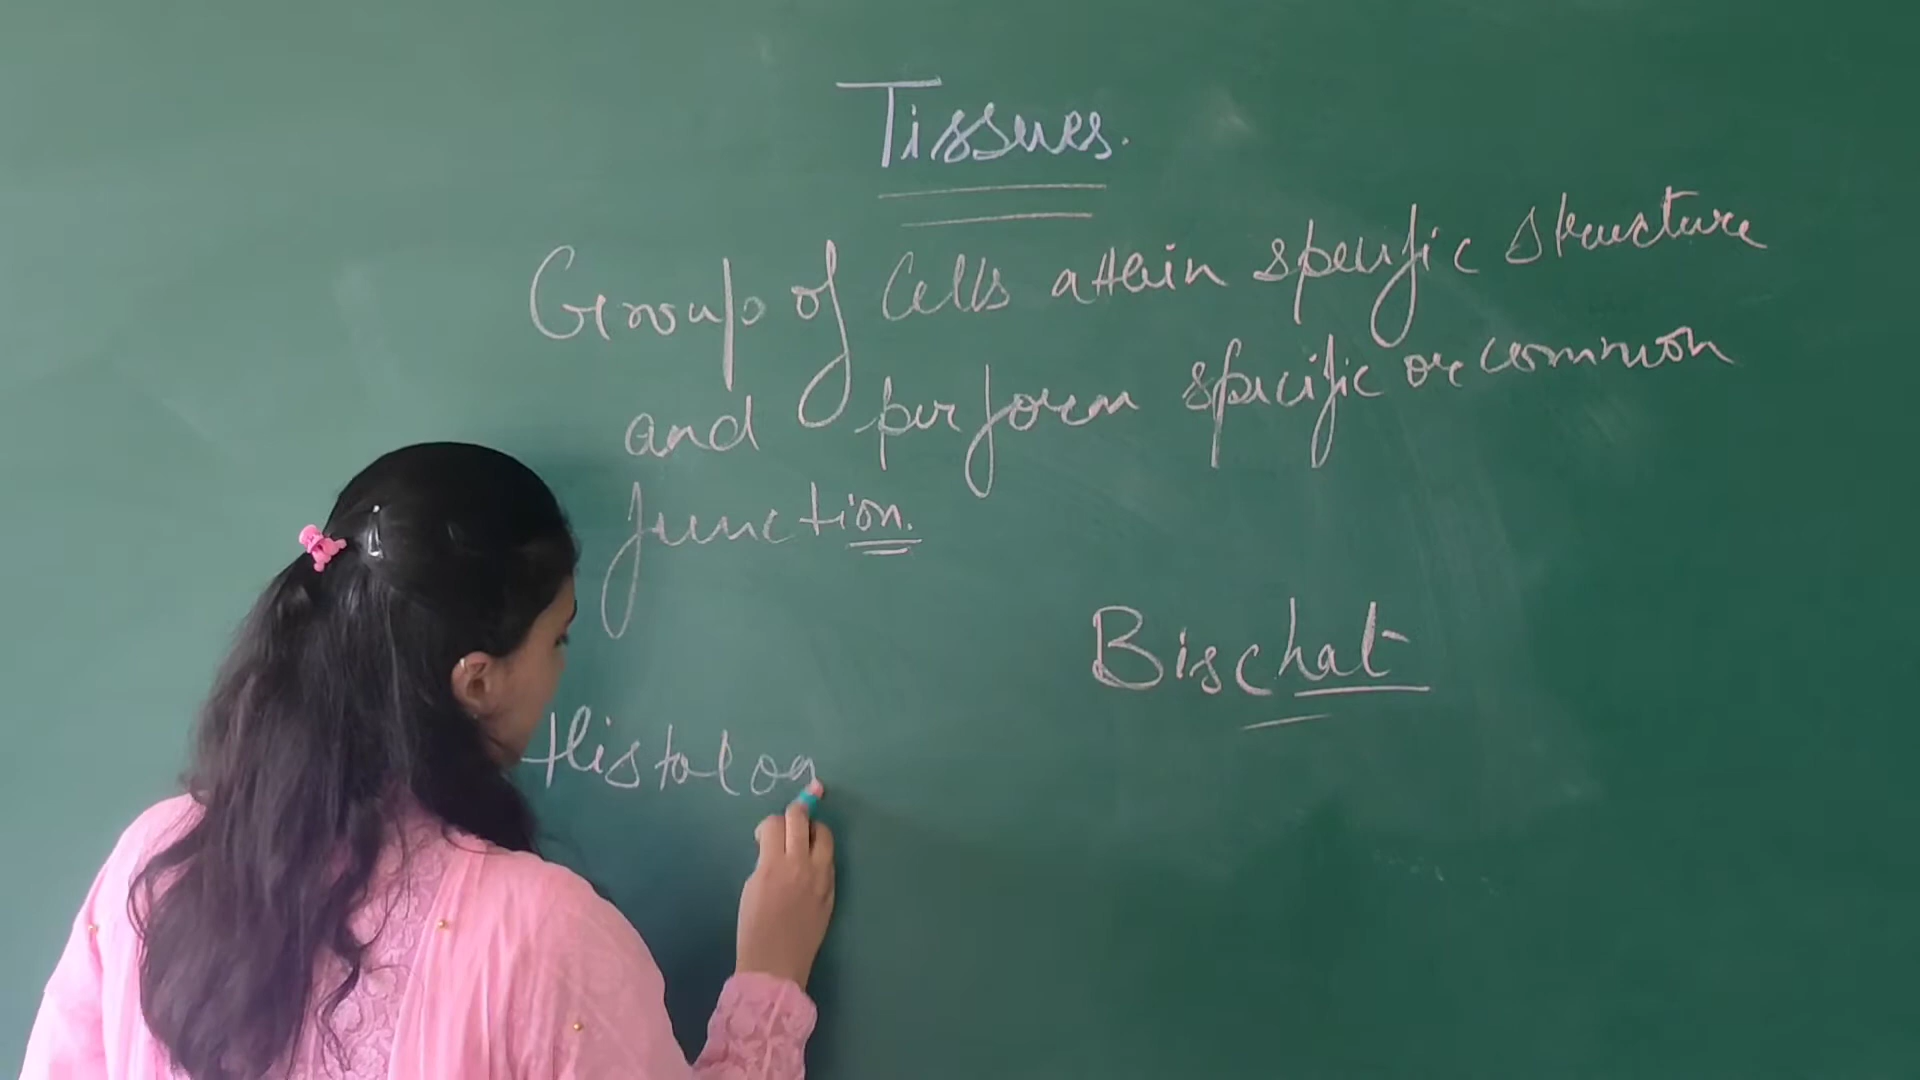 Tissues.
Group of Cells attain specific structure
and perform specific or common
function.
Bischat
Histolog